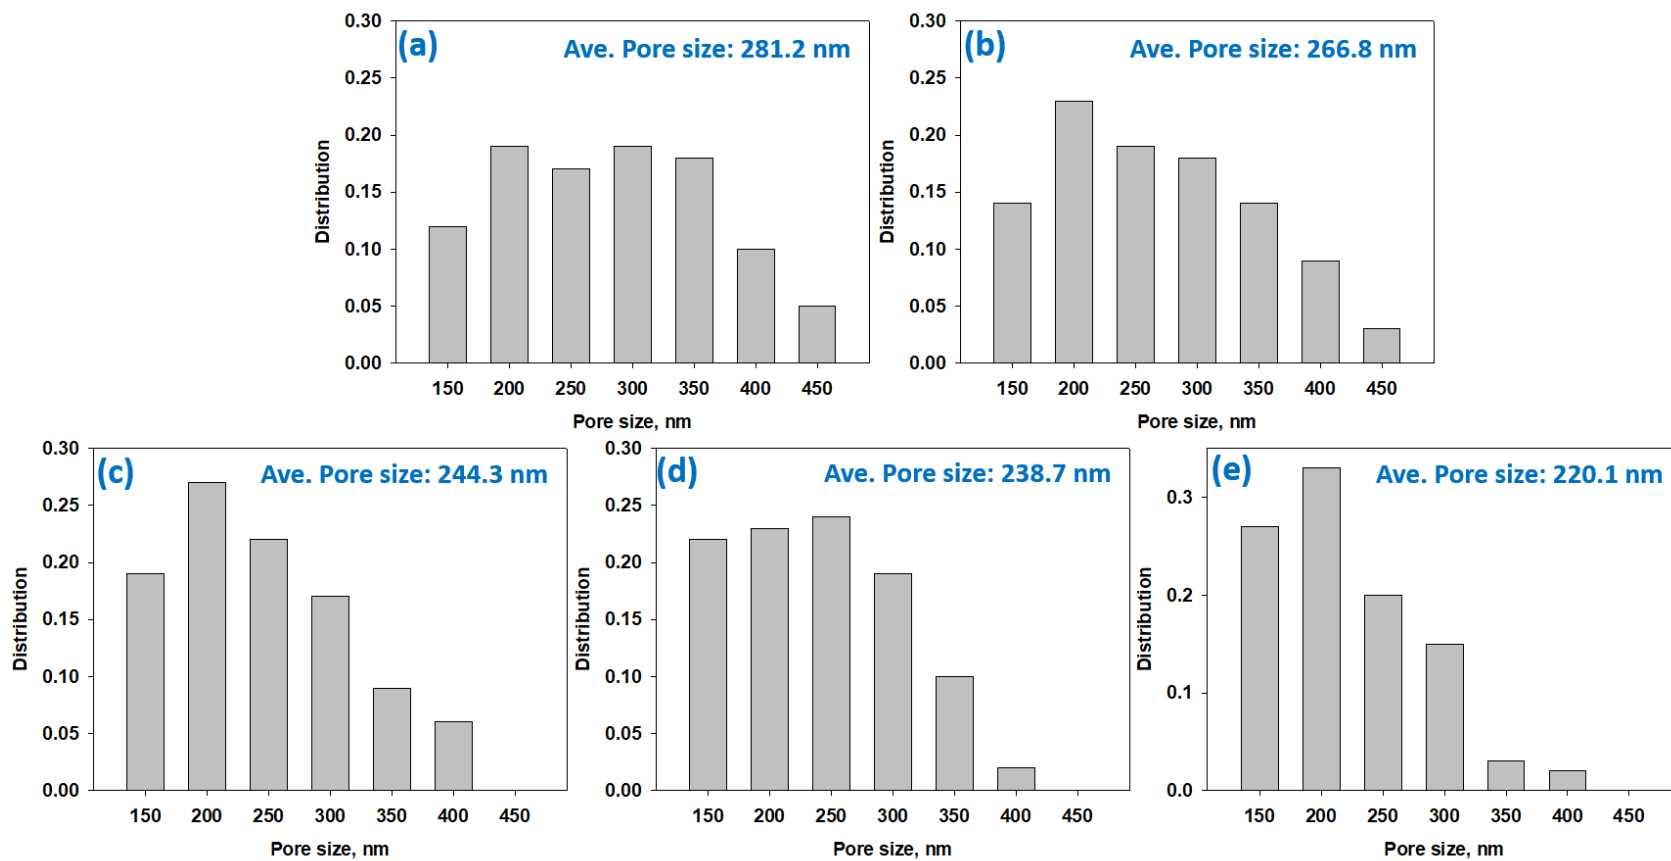 (a) Ave. Pore size: 281.2 nm
0.30
0.25
0.20
0.15
0.10
0.05
0.00
Distribution
150 200 250 300 350 400 450
Pore size, nm
(b) Ave. Pore size: 266.8 nm
0.30
0.25
0.20
0.15
0.10
0.05
0.00
Distribution
150 200 250 300 350 400 450
Pore size, nm
(c) Ave. Pore size: 244.3 nm
0.30
0.25
0.20
0.15
0.10
0.05
0.00
Distribution
150 200 250 300 350 400 450
Pore size, nm
(d) Ave. Pore size: 238.7 nm
0.30
0.25
0.20
0.15
0.10
0.05
0.00
Distribution
150 200 250 300 350 400 450
Pore size, nm
(e) Ave. Pore size: 220.1 nm
0.3
0.2
0.1
0.0
Distribution
150 200 250 300 350 400 450
Pore size, nm